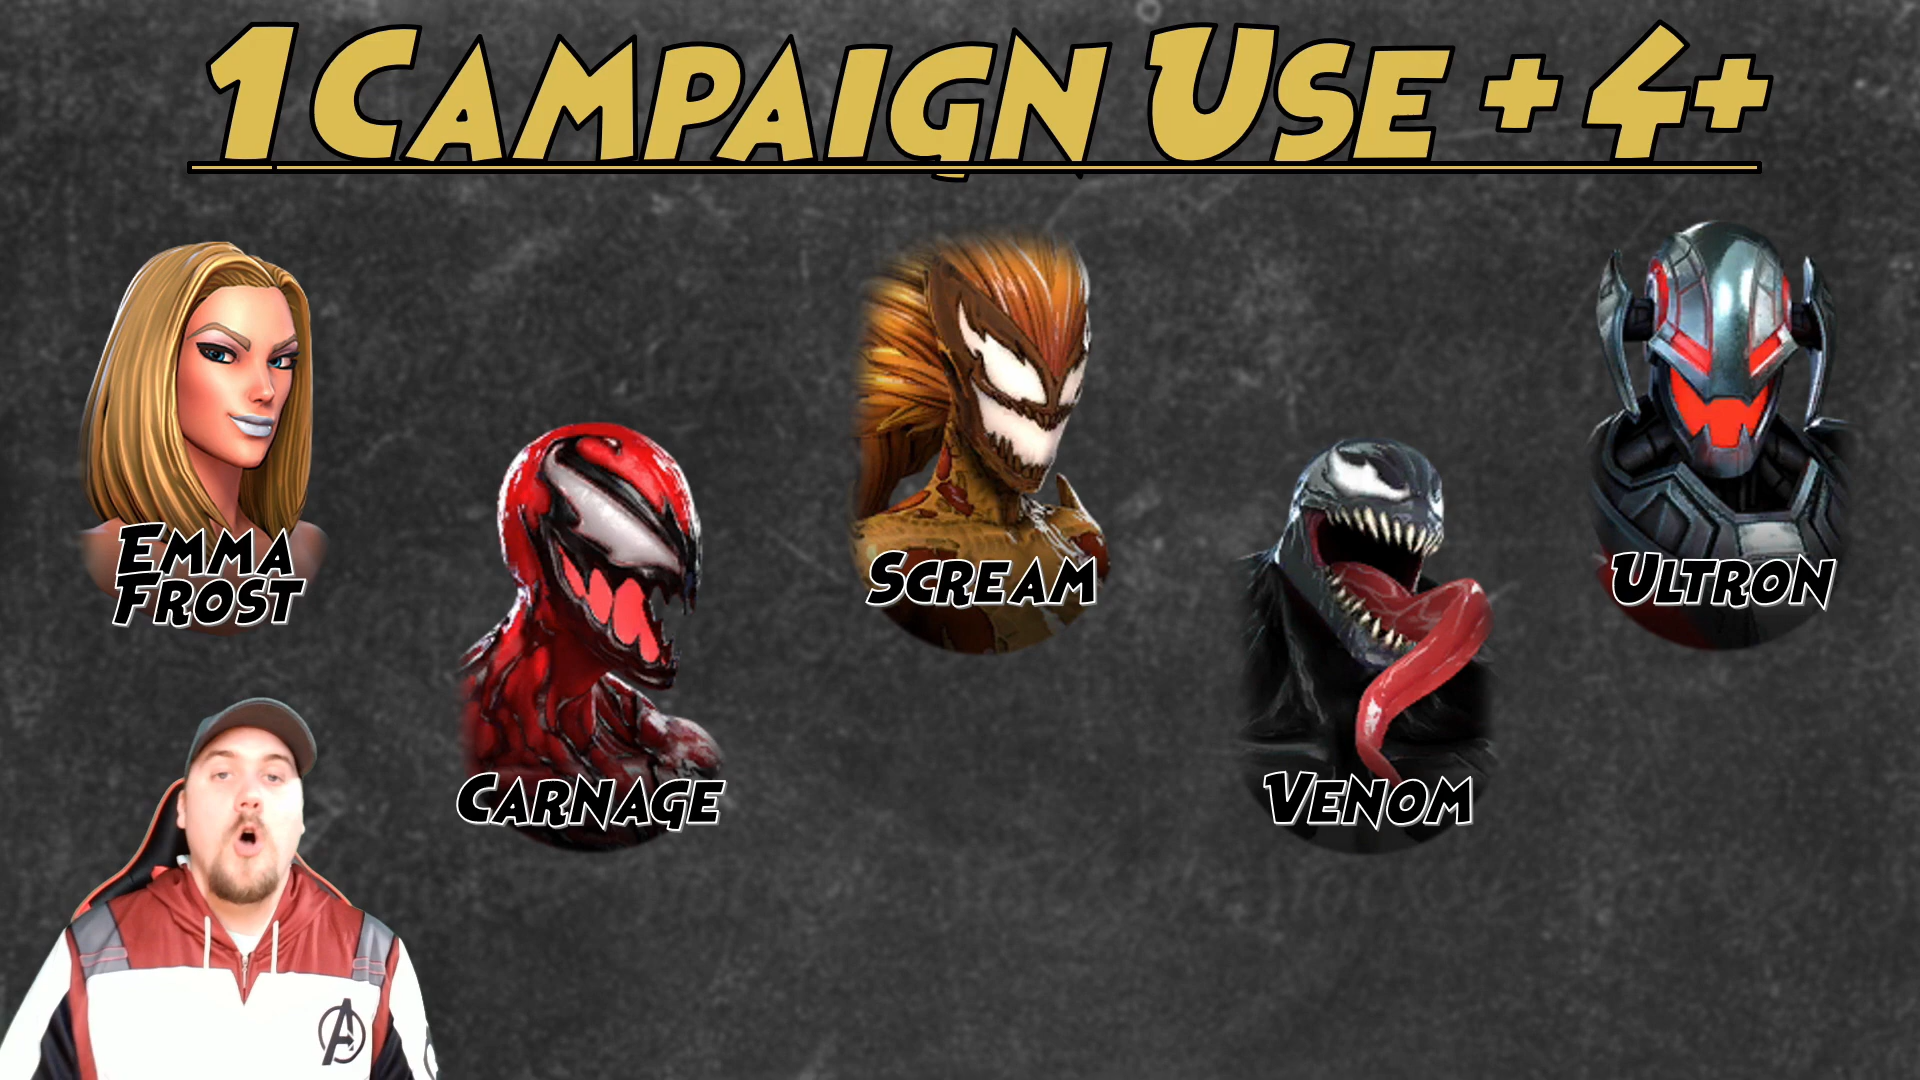 1 Campaign Use + 4+
Emma
Frost
Scream
Ultron
Carnage
Venom